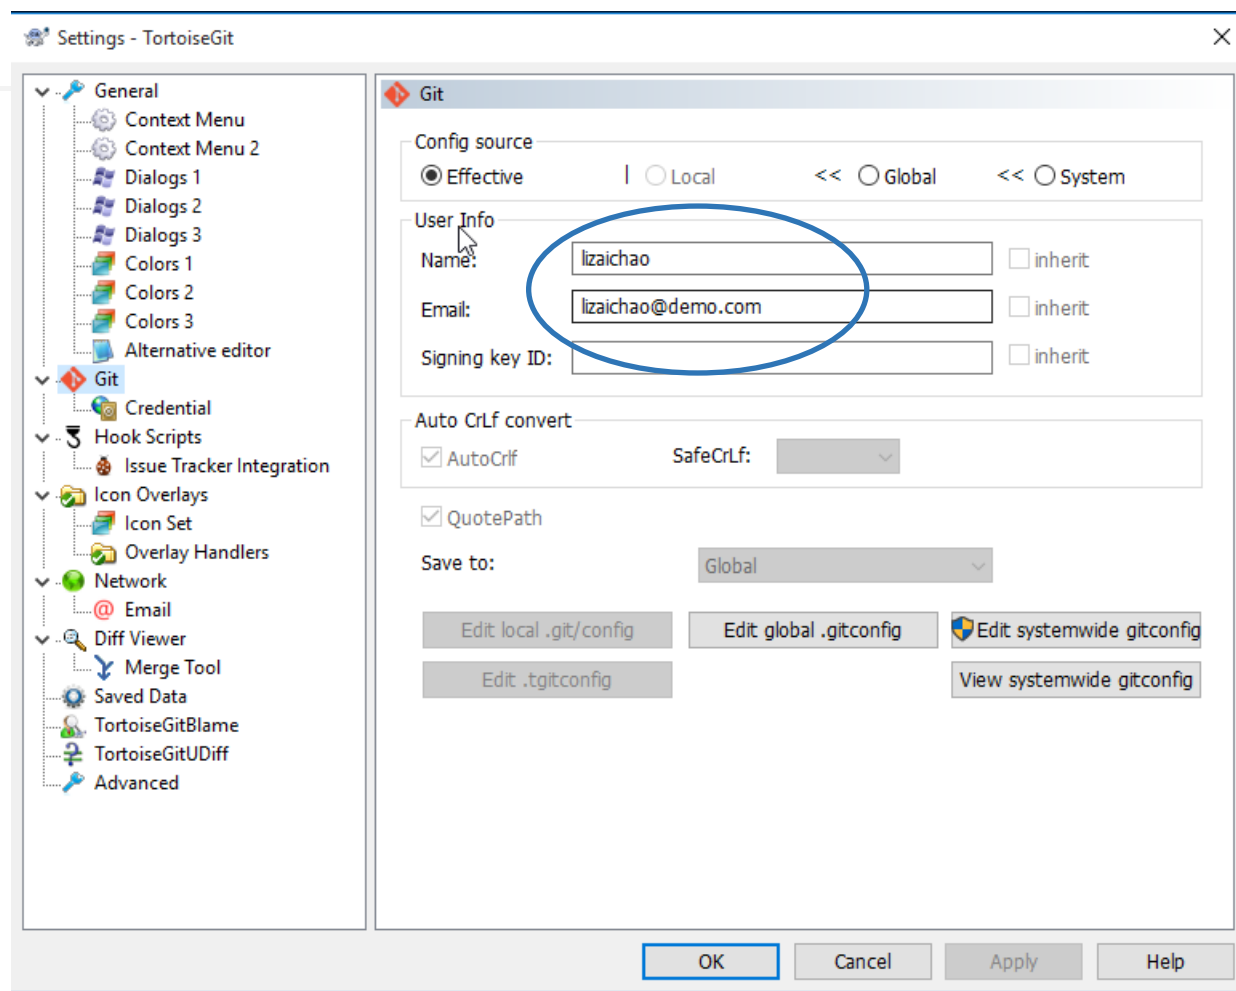 Settings - TortoiseGit
General
Context Menu
Context Menu 2
Dialogs 1
Dialogs 2
Dialogs 3
Colors 1
Colors 2
Colors 3
Alternative editor
Git
Credential
Hook Scripts
Issue Tracker Integration
Icon Overlays
Icon Set
Overlay Handlers
Network
Email
Diff Viewer
Merge Tool
Saved Data
TortoiseGitBlame
TortoiseGitUDiff
Advanced
Git
Config source
Effective | Local << Global << System
User Info
Name: lizaichao inherit
Email: lizaichao@demo.com inherit
Signing key ID: inherit
Auto CrLf convert
AutoCrlf SafeCrLf:
QuotePath
Save to: Global
Edit local .git/config Edit global .gitconfig Edit systemwide gitconfig
Edit .tgitconfig View systemwide gitconfig
OK Cancel Apply Help